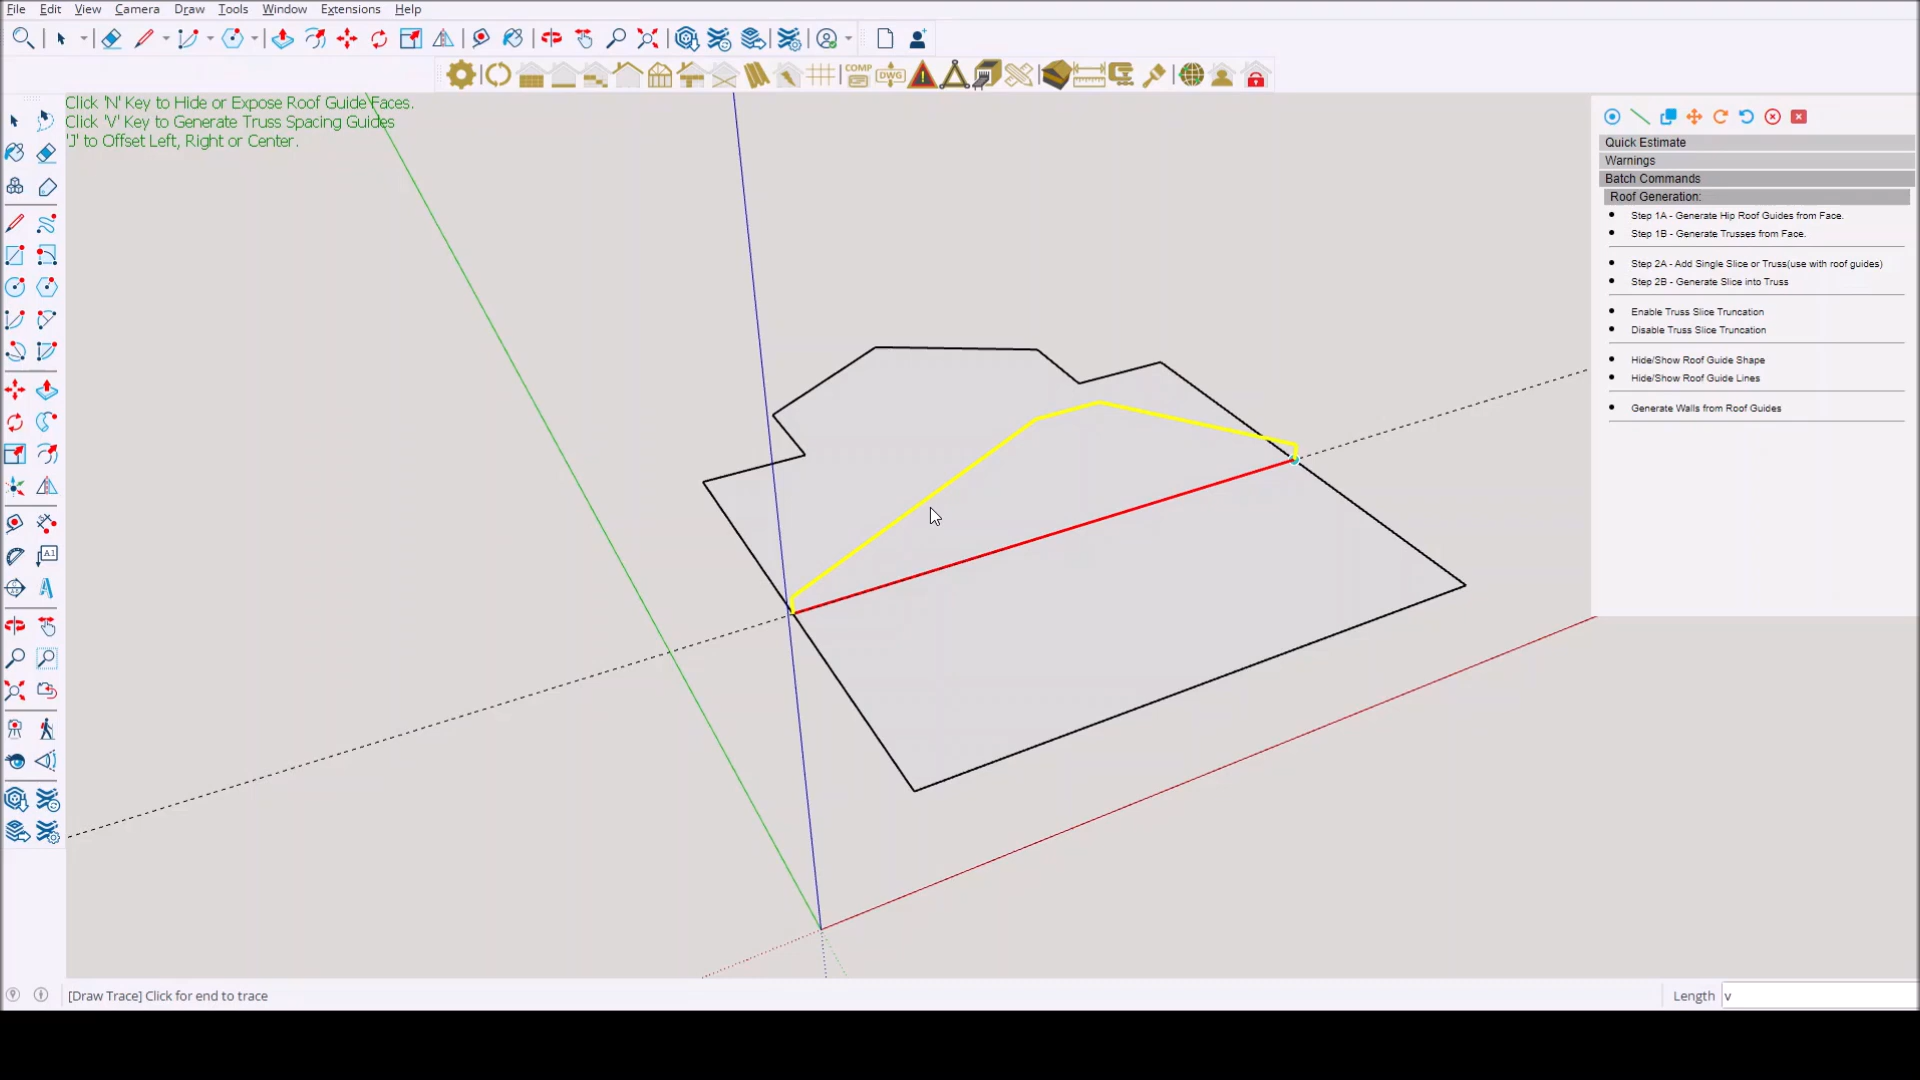 File Edit View Camera Draw Tools Window Extensions Help
COMP
DWG
Click 'N' Key to Hide or Expose Roof Guide Faces.
Click 'V' Key to Generate Truss Spacing Guides
'J' to Offset Left, Right or Center.
A1
Quick Estimate
Warnings
Batch Commands
Roof Generation:
Step 1A - Generate Hip Roof Guides from Face.
Step 1B - Generate Trusses from Face.
Step 2A - Add Single Slice or Truss(use with roof guides)
Step 2B - Generate Slice into Truss
Enable Truss Slice Truncation
Disable Truss Slice Truncation
Hide/Show Roof Guide Shape
Hide/Show Roof Guide Lines
Generate Walls from Roof Guides
[Draw Trace] Click for end to trace
Length v